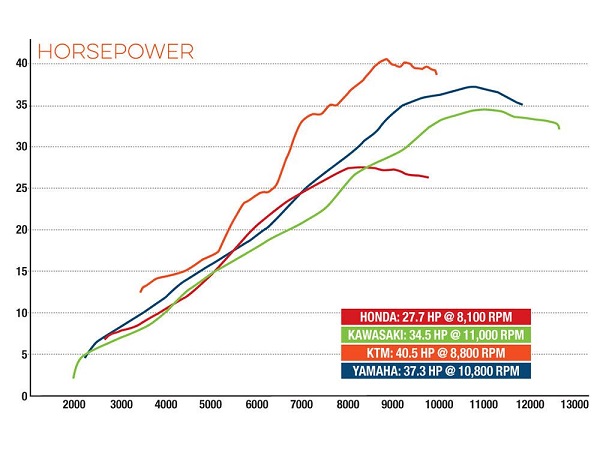 HORSEPOWER
40
35
30
25
20
15
10
5
0
HONDA: 27.7 HP @ 8,100 RPM
KAWASAKI: 34.5 HP @ 11,000 RPM
KTM: 40.5 HP @ 8,800 RPM
YAMAHA: 37.3 HP @ 10,800 RPM
2000 3000 4000 5000 6000 7000 8000 9000 10000 11000 12000 13000